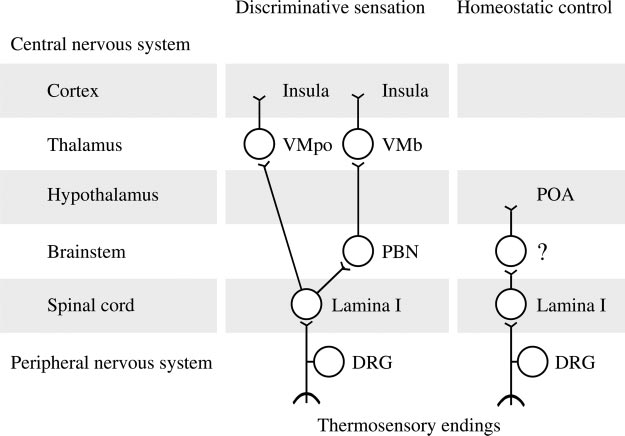 Discriminative sensation Homeostatic control
Central nervous system
Cortex Insula Insula
Thalamus VMpo VMb
Hypothalamus POA
Brainstem PBN ?
Spinal cord Lamina I Lamina I
Peripheral nervous system DRG DRG
Thermosensory endings